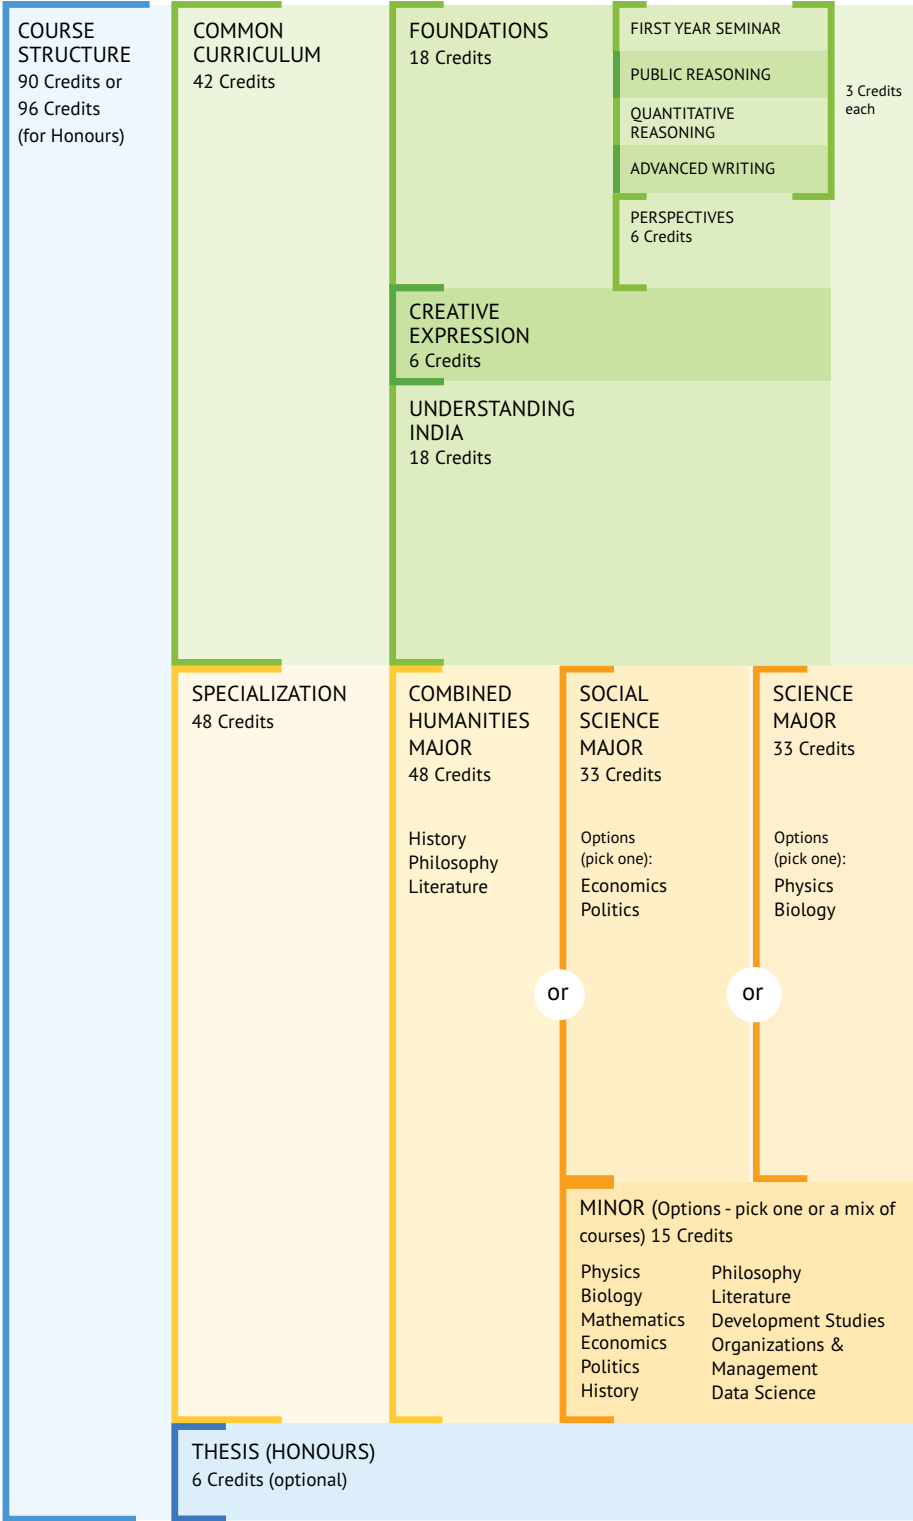 COURSE
STRUCTURE
90 Credits or
96 Credits
(for Honours)
COMMON
CURRICULUM
42 Credits
FOUNDATIONS
18 Credits
FIRST YEAR SEMINAR
PUBLIC REASONING
QUANTITATIVE
REASONING
ADVANCED WRITING
3 Credits
each
PERSPECTIVES
6 Credits
CREATIVE
EXPRESSION
6 Credits
UNDERSTANDING
INDIA
18 Credits
SPECIALIZATION
48 Credits
COMBINED
HUMANITIES
MAJOR
48 Credits
History
Philosophy
Literature
or
SOCIAL
SCIENCE
MAJOR
33 Credits
Options
(pick one):
Economics
Politics
or
SCIENCE
MAJOR
33 Credits
Options
(pick one):
Physics
Biology
MINOR (Options - pick one or a mix of
courses) 15 Credits
Physics
Biology
Mathematics
Economics
Politics
History
Philosophy
Literature
Development Studies
Organizations &
Management
Data Science
THESIS (HONOURS)
6 Credits (optional)